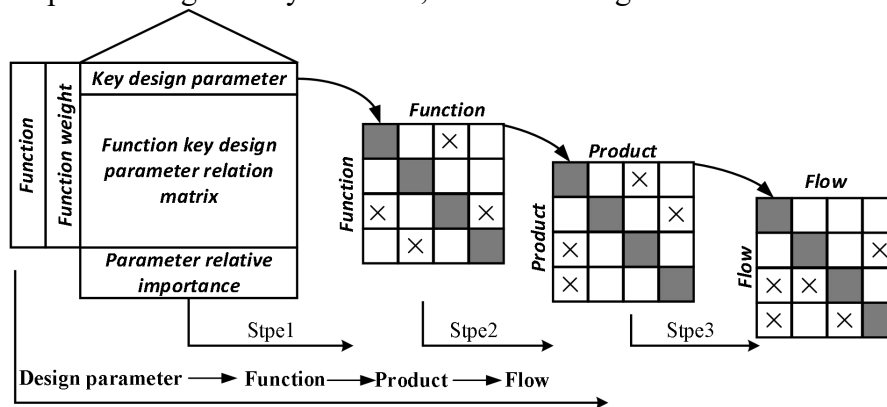 Key design parameter
Function
Function weight
Function key design
parameter relation
matrix
Parameter relative
importance
Function
Function
Product
Product
Flow
Flow
Stpe1
Stpe2
Stpe3
Design parameter
Function
Product
Flow